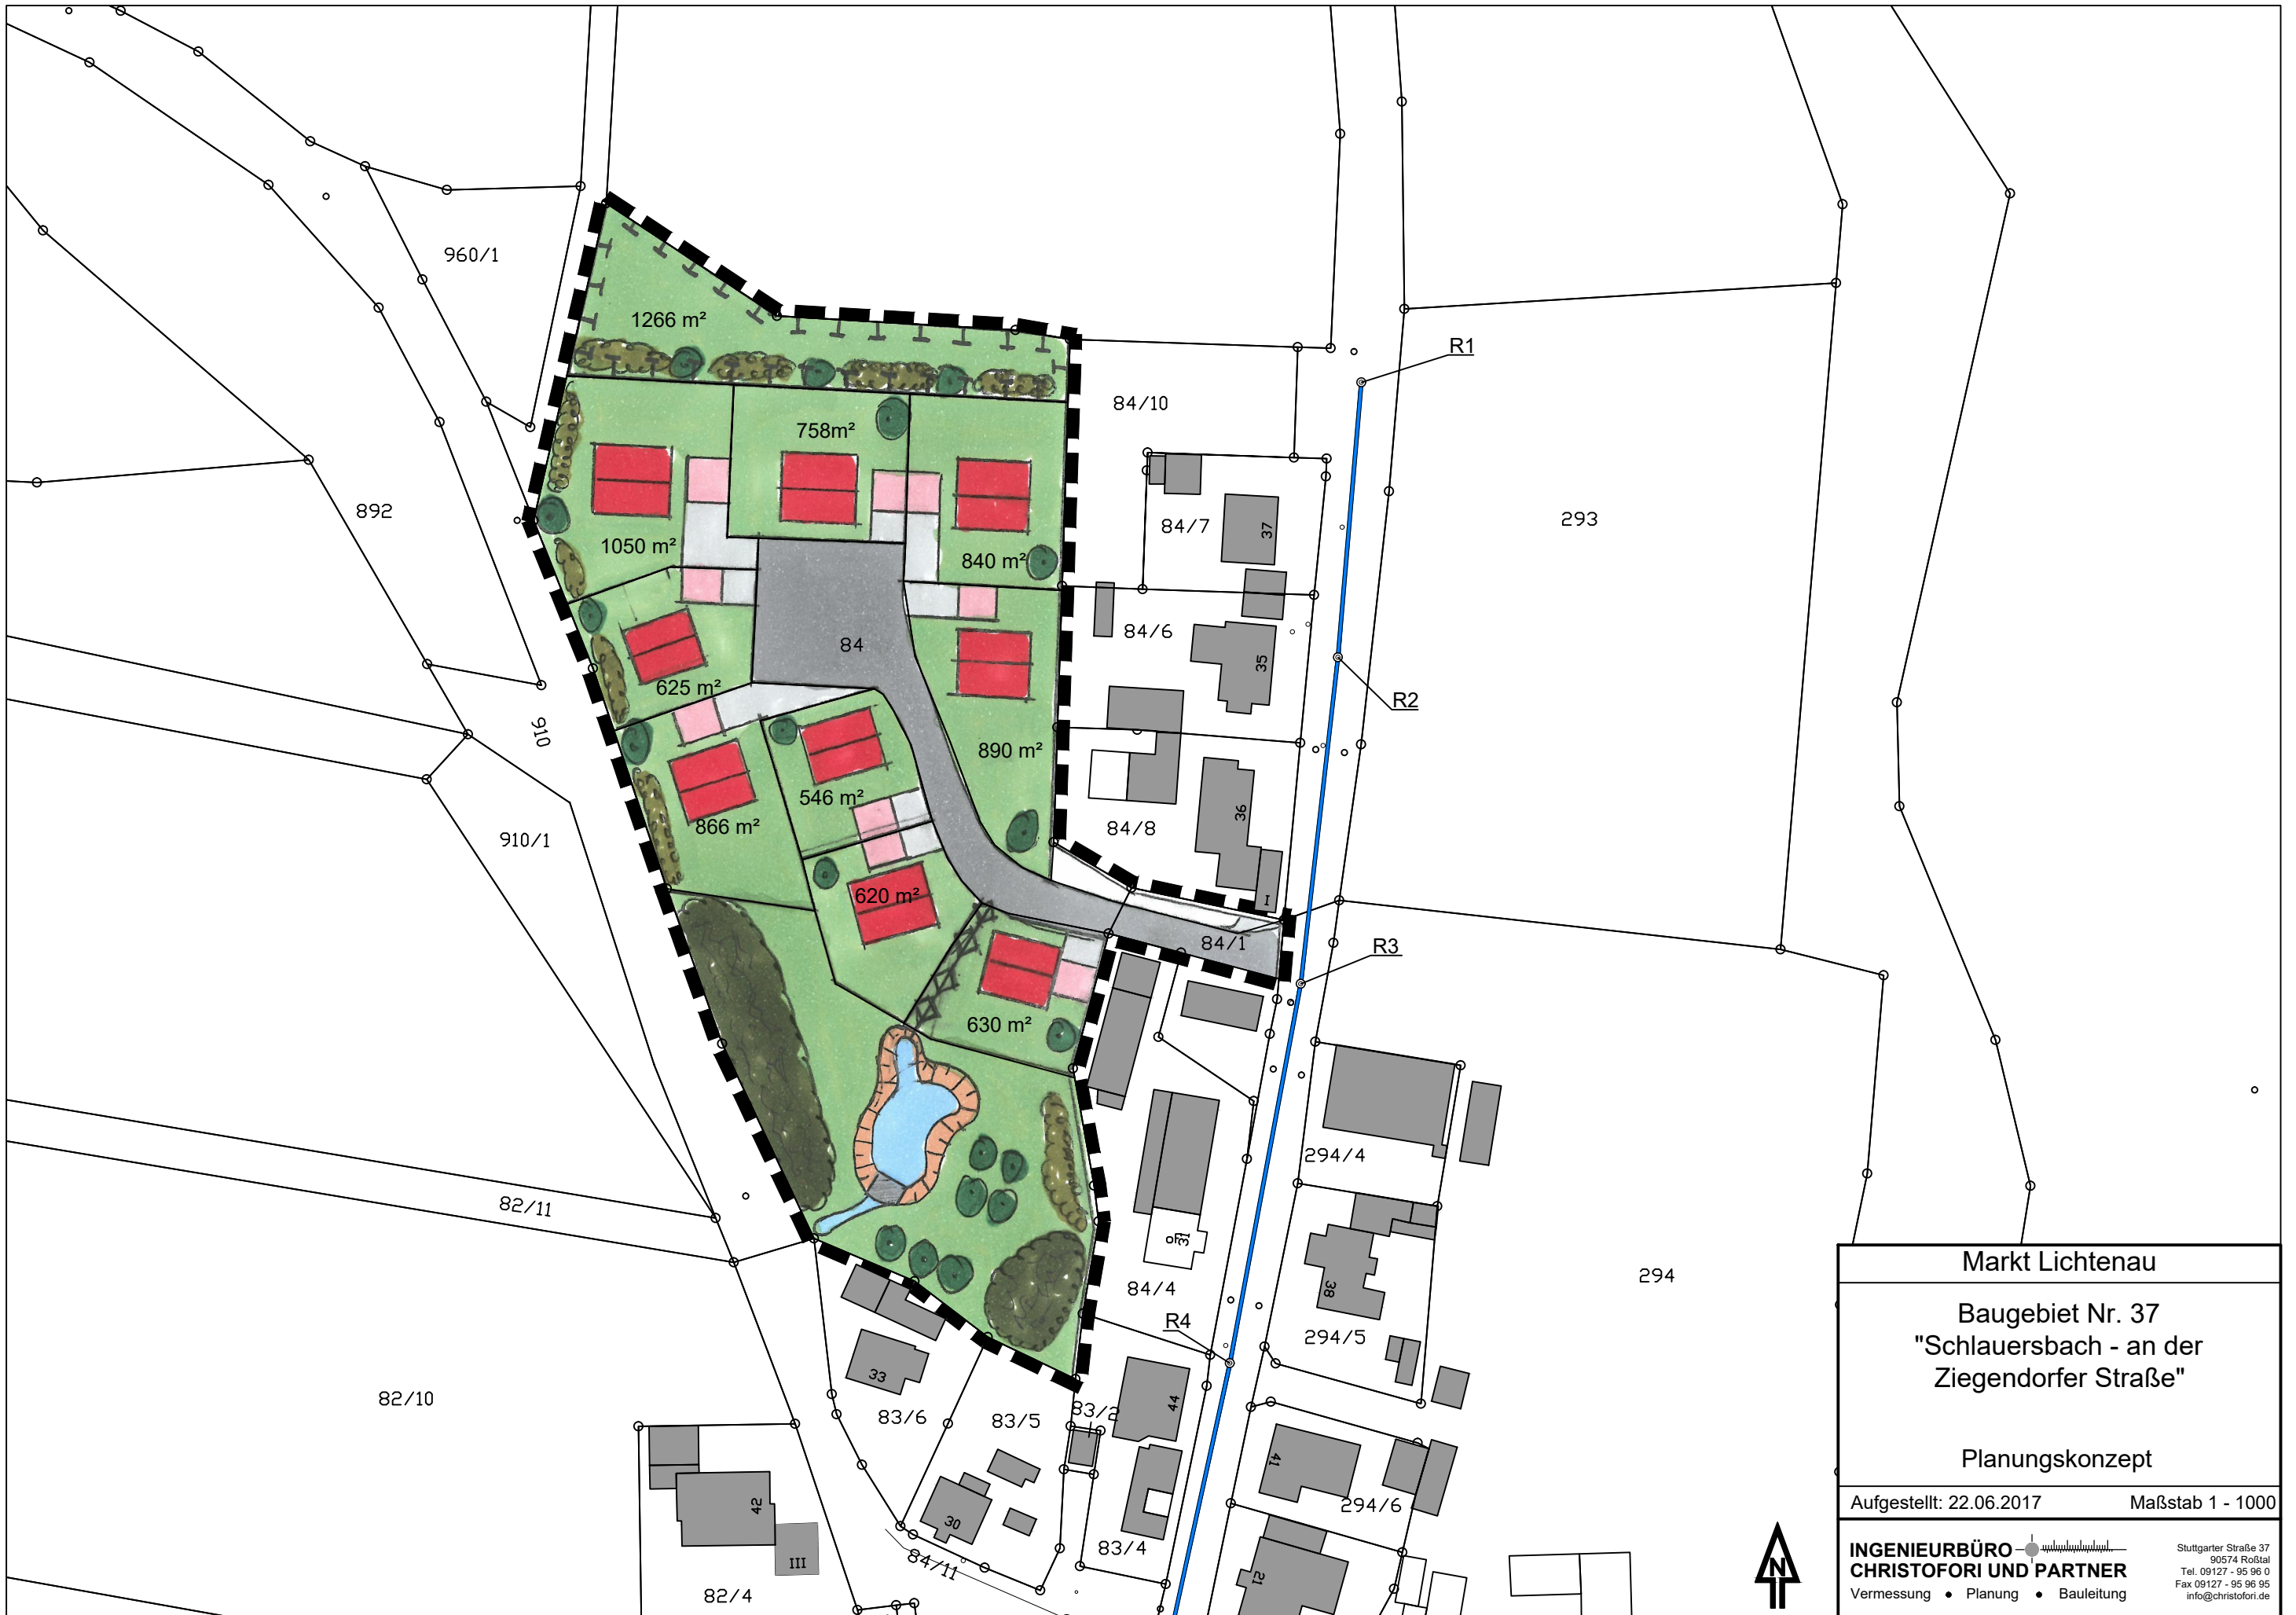 960/1
1266 m²
R1
84/10
758m²
892
84/7
37
293
1050 m²
840 m²
84/6
84
35
625 m²
R2
910
890 m²
546 m²
866 m²
84/8
36
910/1
620 m²
I
84/1
R3
630 m²
294/4
82/11
31
84/4
38
294
R4
294/5
33
82/10
83/6
83/5
83/2
44
41
42
30
294/6
III
84/11
83/4
21
82/4
Markt Lichtenau
Baugebiet Nr. 37
"Schlauersbach - an der
Ziegendorfer Straße"
Planungskonzept
Aufgestellt: 22.06.2017 Maßstab 1 - 1000
N
INGENIEURBÜRO
CHRISTOFORI UND PARTNER
Vermessung • Planung • Bauleitung
Stuttgarter Straße 37
90574 Roßtal
Tel. 09127 - 95 96 0
Fax 09127 - 95 96 95
info@christofori.de